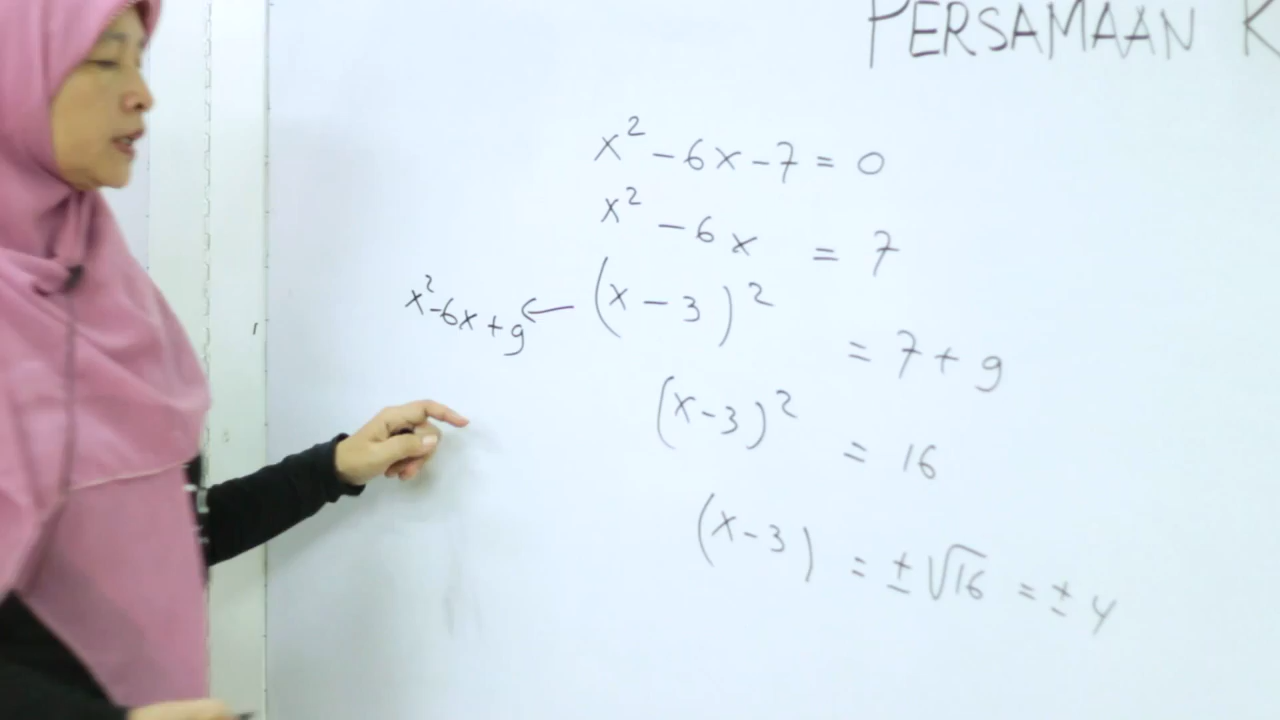 PERSAMAAN K
x² - 6x - 7 = 0
x² - 6x = 7
x² - 6x + 9 ← (x - 3)² = 7 + 9
(x - 3)² = 16
(x - 3) = ± √16 = ± 4